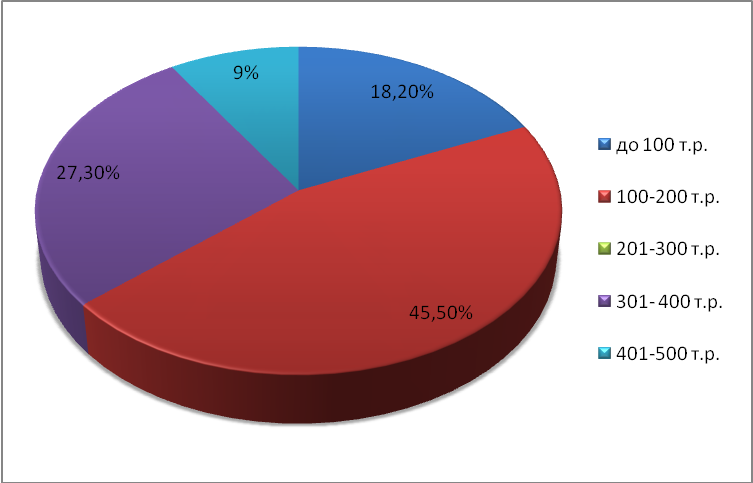 9%
18,20%
27,30%
45,50%
до 100 т.р.
100-200 т.р.
201-300 т.р.
301- 400 т.р.
401-500 т.р.